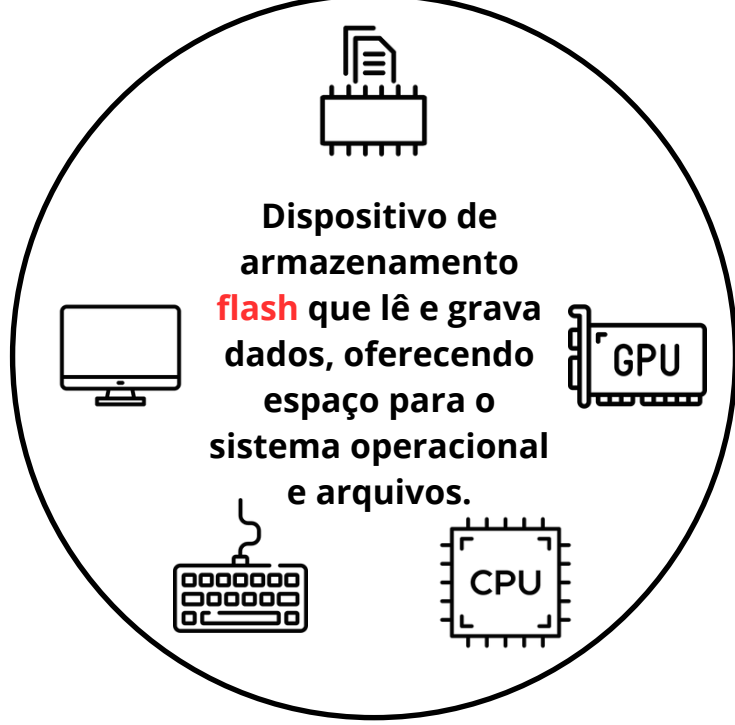 Dispositivo de
armazenamento
flash que lê e grava
dados, oferecendo
espaço para o
sistema operacional
e arquivos.
GPU
CPU